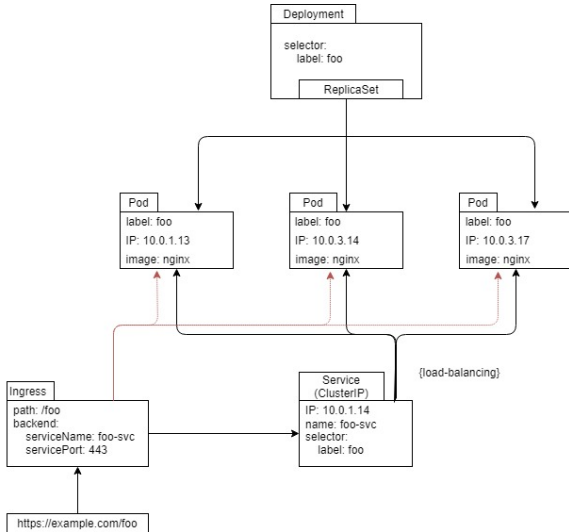 Deployment
selector:
label: foo
ReplicaSet
Pod
label: foo
IP: 10.0.1.13
image: nginx
Pod
label: foo
IP: 10.0.3.14
image: nginx
Pod
label: foo
IP: 10.0.3.17
image: nginx
{load-balancing}
Ingress
path: /foo
backend:
serviceName: foo-svc
servicePort: 443
Service
(ClusterIP)
IP: 10.0.1.14
name: foo-svc
selector:
label: foo
https://example.com/foo